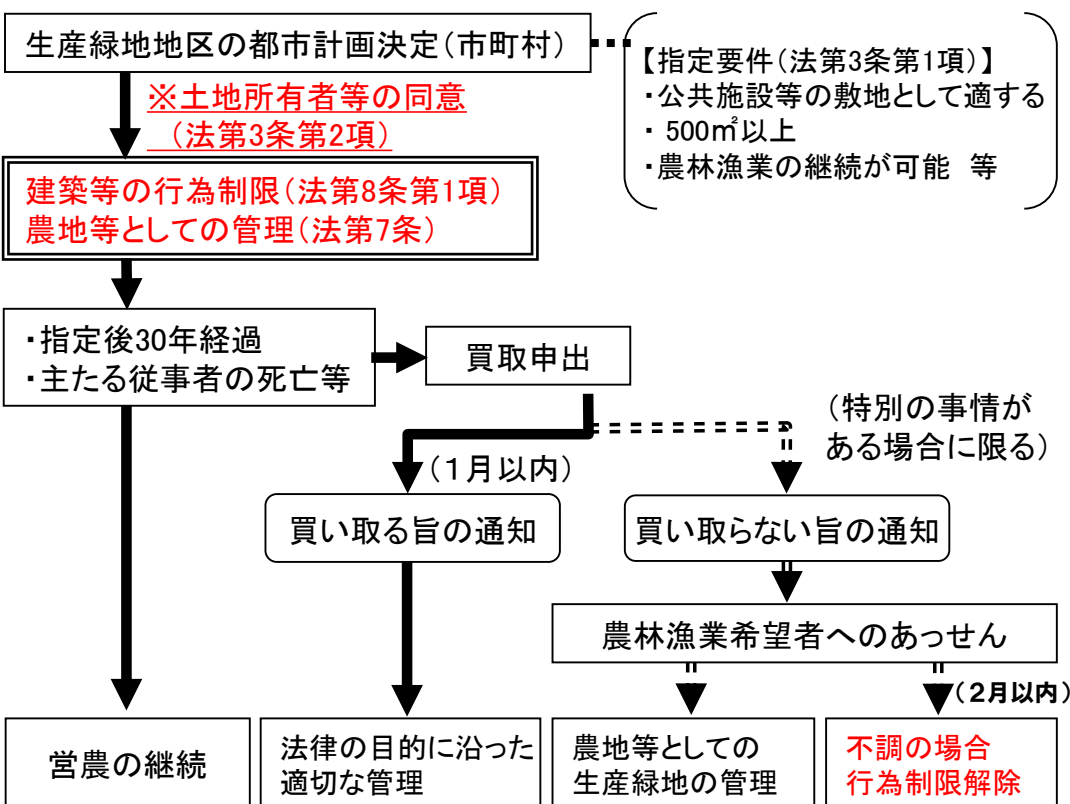 生産緑地地区の都市計画決定(市町村)
【指定要件(法第3条第1項)】
・公共施設等の敷地として適する
・ 500㎡以上
・農林漁業の継続が可能 等
※土地所有者等の同意
(法第3条第2項)
建築等の行為制限(法第8条第1項)
農地等としての管理(法第7条)
・指定後30年経過
・主たる従事者の死亡等
買取申出
(特別の事情が
ある場合に限る)
(1月以内)
買い取る旨の通知
買い取らない旨の通知
農林漁業希望者へのあっせん
(2月以内)
営農の継続
法律の目的に沿った
適切な管理
農地等としての
生産緑地の管理
不調の場合
行為制限解除